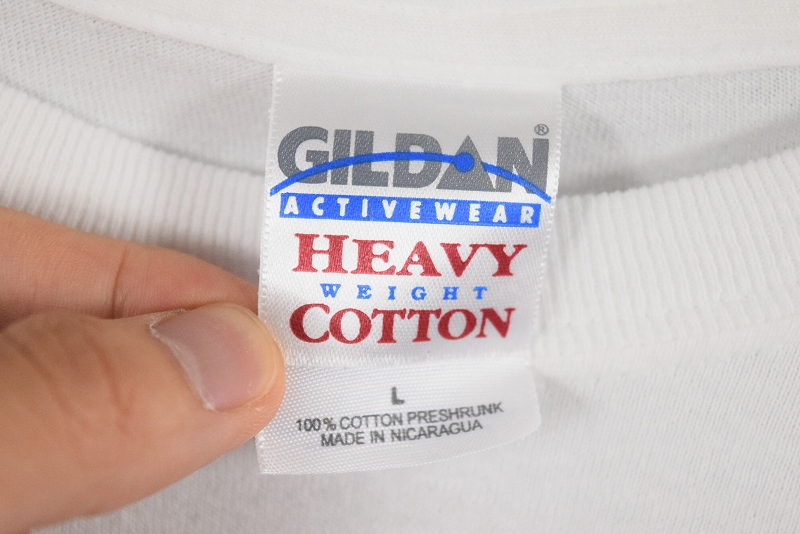 GILDAN®
ACTIVEWEAR
HEAVY
WEIGHT
COTTON
L
100% COTTON PRESHRUNK
MADE IN NICARAGUA